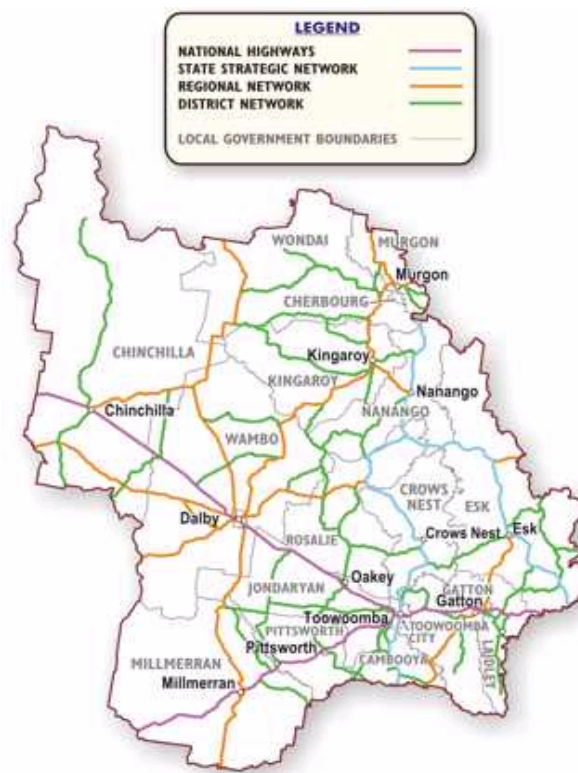 LEGEND
NATIONAL HIGHWAYS
STATE STRATEGIC NETWORK
REGIONAL NETWORK
DISTRICT NETWORK
LOCAL GOVERNMENT BOUNDARIES
WONDAI
MURGON
Murgon
CHERBOURG
CHINCHILLA
Kingaroy
KINGAROY
Nanango
NANANGO
Chinchilla
WAMBO
CROWS
NEST
ESK
Dalby
Crows Nest
Esk
ROSALIE
Oakey
JONDARYAN
GATTON
Gatton
Toowoomba
PITTSWORTH
TOOWOOMBA
CITY
Pittsworth
CAMBOOYA
LAIDLEY
MILLMERRAN
Millmerran